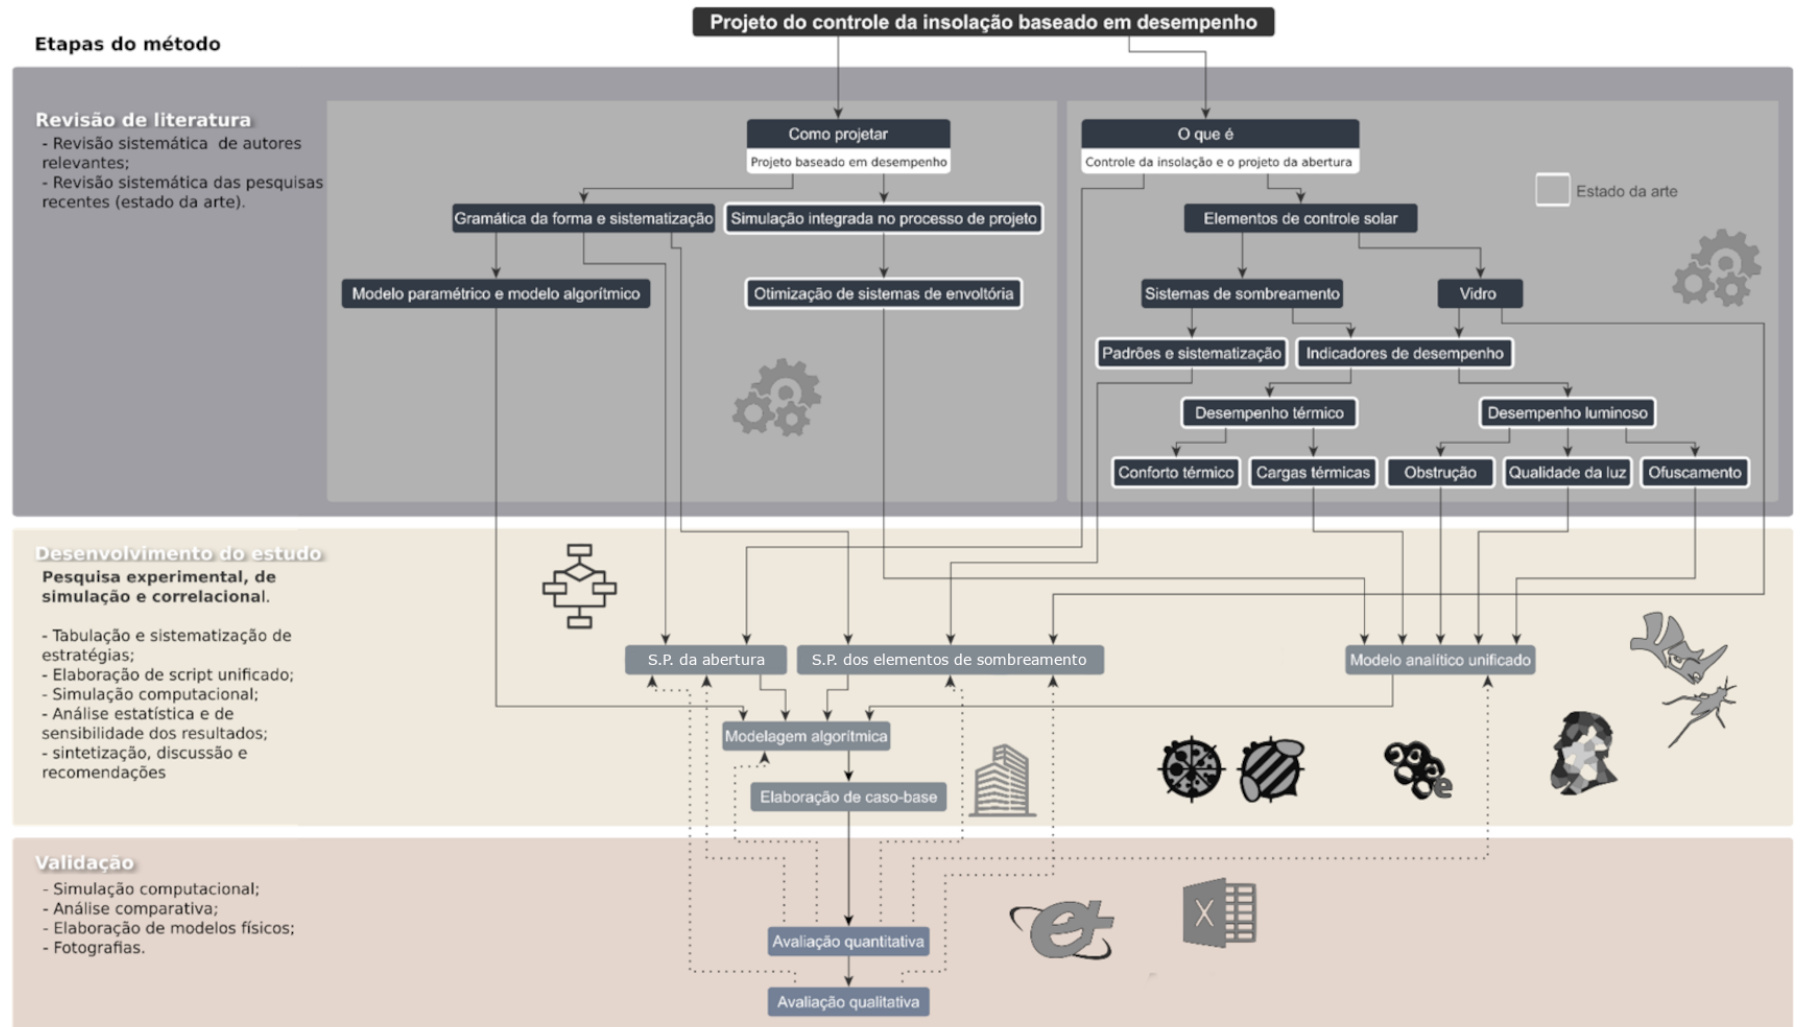 Projeto do controle da insolação baseado em desempenho
Etapas do método
Revisão de literatura
- Revisão sistemática de autores
relevantes;
- Revisão sistemática das pesquisas
recentes (estado da arte).
Como projetar
Projeto baseado em desempenho
O que é
Controle da insolação e o projeto da abertura
Estado da arte
Gramática da forma e sistematização
Simulação integrada no processo de projeto
Elementos de controle solar
Modelo paramétrico e modelo algorítmico
Otimização de sistemas de envoltória
Sistemas de sombreamento
Vidro
Padrões e sistematização
Indicadores de desempenho
Desempenho térmico
Desempenho luminoso
Conforto térmico
Cargas térmicas
Obstrução
Qualidade da luz
Ofuscamento
Desenvolvimento do estudo
Pesquisa experimental, de
simulação e correlacional.
- Tabulação e sistematização de
estratégias;
- Elaboração de script unificado;
- Simulação computacional;
- Análise estatística e de
sensibilidade dos resultados;
- sintetização, discussão e
recomendações
S.P. da abertura
S.P. dos elementos de sombreamento
Modelo analítico unificado
Modelagem algorítmica
Elaboração de caso-base
e
Validação
- Simulação computacional;
- Análise comparativa;
- Elaboração de modelos físicos;
- Fotografias.
e+
X
Avaliação quantitativa
Avaliação qualitativa